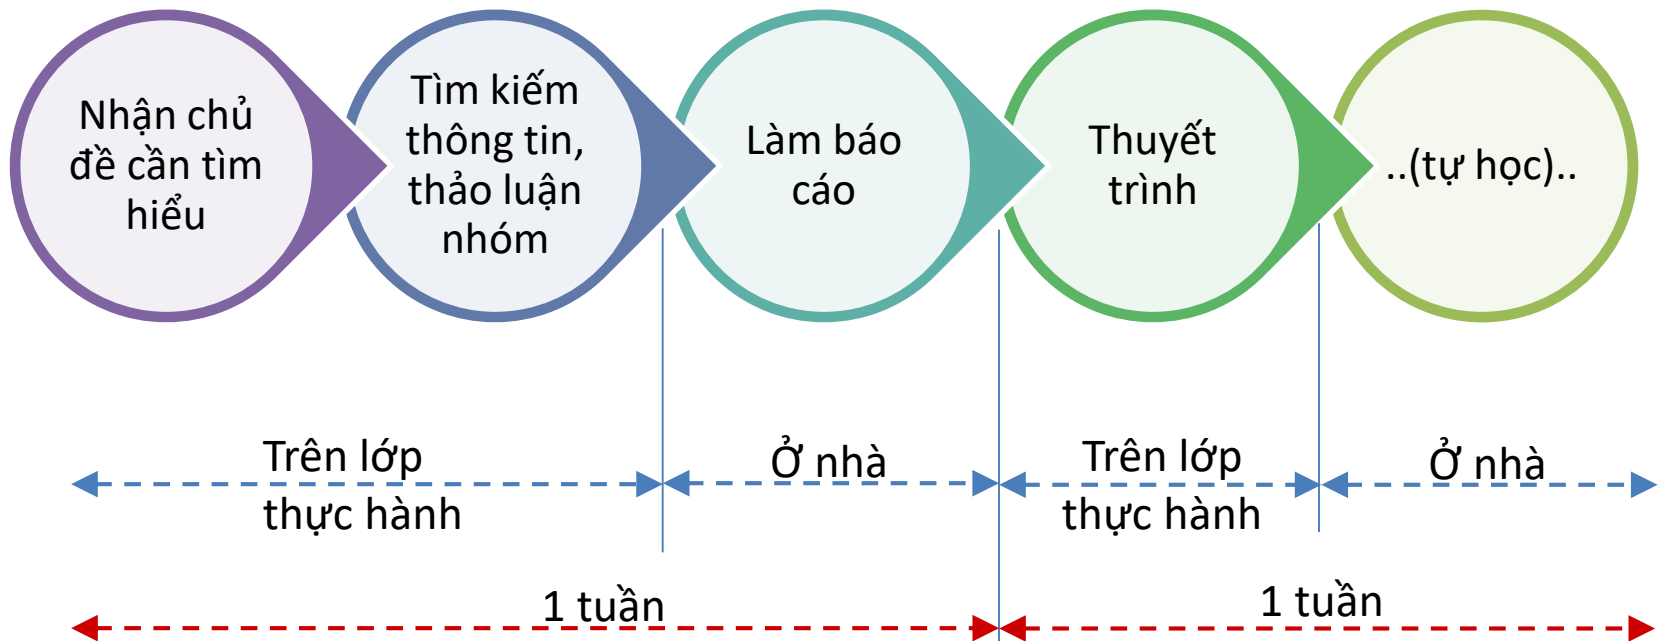 Nhận chủ
đề cần tìm
hiểu
Tìm kiếm
thông tin,
thảo luận
nhóm
Làm báo
cáo
Thuyết
trình
..(tự học)..
Trên lớp
thực hành
Ở nhà
Trên lớp
thực hành
Ở nhà
1 tuần
1 tuần